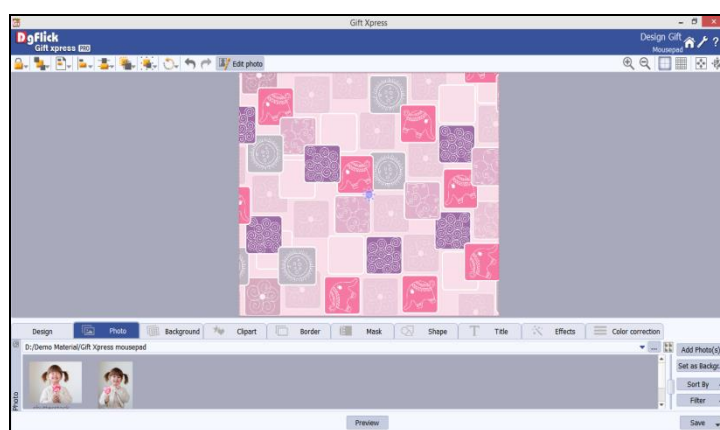 Gift Xpress
DgFlick
Gift xpress PRO
Design Gift
Mousepad
Edit photo
Design Photo Background Clipart Border Mask Shape Title Effects Color correction
D:/Demo Material/Gift Xpress mousepad
Add Photo(s)
Set as Backgr.
Sort By
Filter
Photo
Preview
Save